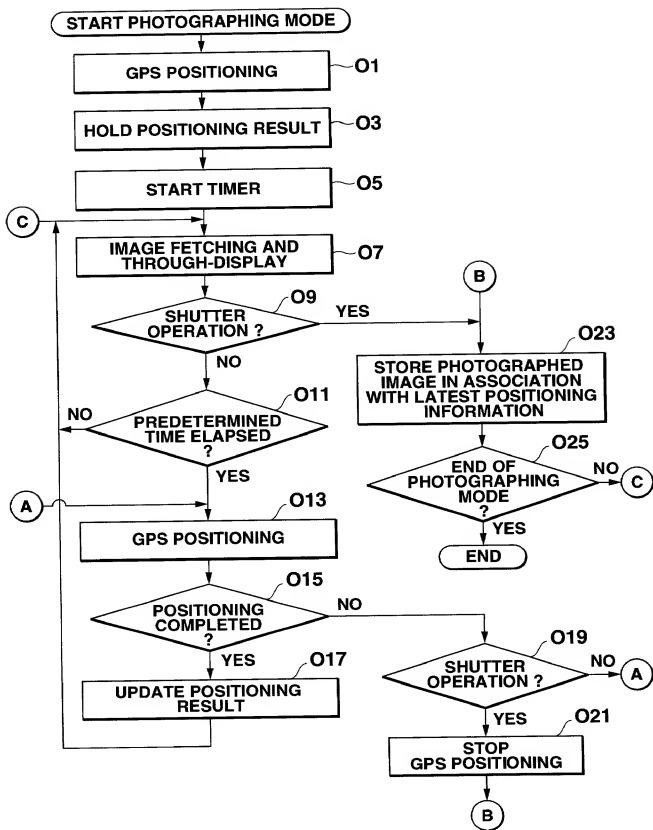 START PHOTOGRAPHING MODE
GPS POSITIONING
O1
HOLD POSITIONING RESULT
O3
START TIMER
O5
C
IMAGE FETCHING AND
THROUGH-DISPLAY
O7
SHUTTER
OPERATION ?
O9
YES
NO
B
STORE PHOTOGRAPHED
IMAGE IN ASSOCIATION
WITH LATEST POSITIONING
INFORMATION
O23
PREDETERMINED
TIME ELAPSED
?
O11
NO
YES
END OF
PHOTOGRAPHING
MODE
?
O25
NO
C
YES
END
A
GPS POSITIONING
O13
POSITIONING
COMPLETED
?
O15
NO
YES
UPDATE POSITIONING
RESULT
O17
SHUTTER
OPERATION ?
O19
NO
A
YES
STOP
GPS POSITIONING
O21
B